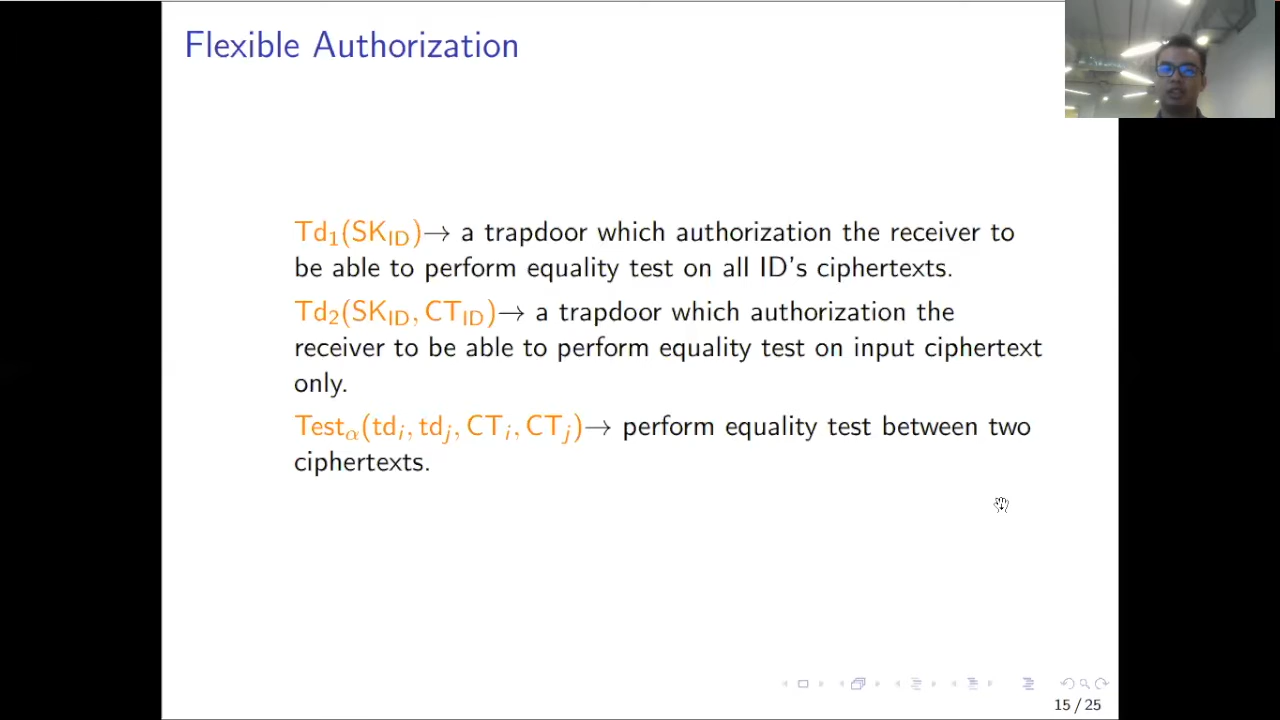 Flexible Authorization
Td₁(SK_ID)→ a trapdoor which authorization the receiver to
be able to perform equality test on all ID's ciphertexts.
Td₂(SK_ID, CT_ID)→ a trapdoor which authorization the
receiver to be able to perform equality test on input ciphertext
only.
Test_α(td_i, td_j, CT_i, CT_j)→ perform equality test between two
ciphertexts.
15 / 25